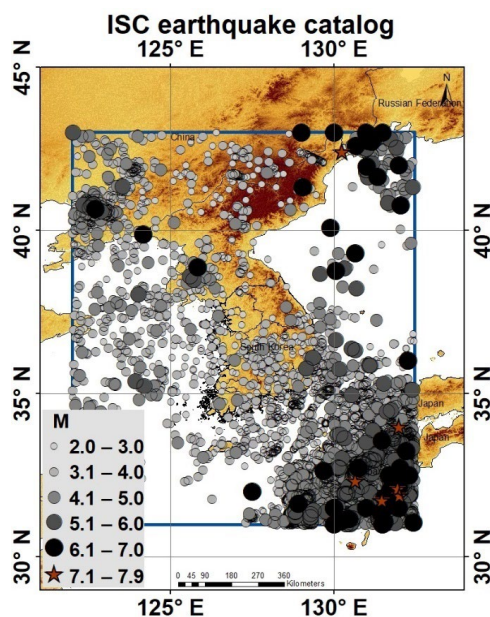 ISC earthquake catalog
125° E 130° E
45° N
N
Russian Federation
China
40° N
South Korea
35° N
Japan
Japan
M
2.0 – 3.0
3.1 – 4.0
4.1 – 5.0
5.1 – 6.0
6.1 – 7.0
7.1 – 7.9
30° N
0 45 90 180 270 360
Kilometers
125° E 130° E
45° N
40° N
35° N
30° N